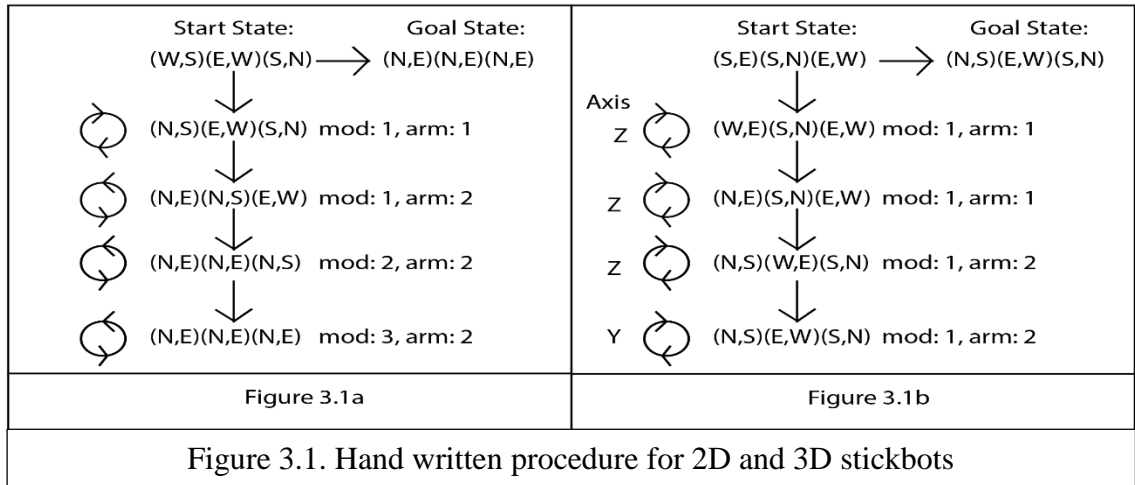 Start State: Goal State:
(W,S)(E,W)(S,N) (N,E)(N,E)(N,E)
(N,S)(E,W)(S,N) mod: 1, arm: 1
(N,E)(N,S)(E,W) mod: 1, arm: 2
(N,E)(N,E)(N,S) mod: 2, arm: 2
(N,E)(N,E)(N,E) mod: 3, arm: 2
Figure 3.1a
Start State: Goal State:
(S,E)(S,N)(E,W) (N,S)(E,W)(S,N)
Axis
Z (W,E)(S,N)(E,W) mod: 1, arm: 1
Z (N,E)(S,N)(E,W) mod: 1, arm: 1
Z (N,S)(W,E)(S,N) mod: 1, arm: 2
Y (N,S)(E,W)(S,N) mod: 1, arm: 2
Figure 3.1b
Figure 3.1. Hand written procedure for 2D and 3D stickbots